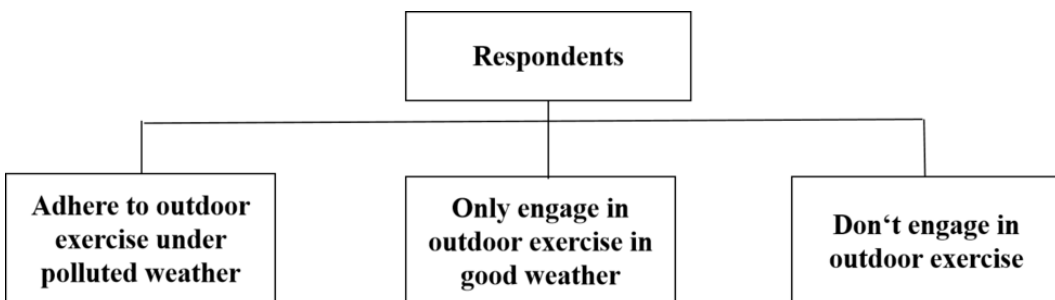 Respondents
Adhere to outdoor
exercise under
polluted weather
Only engage in
outdoor exercise in
good weather
Don‘t engage in
outdoor exercise